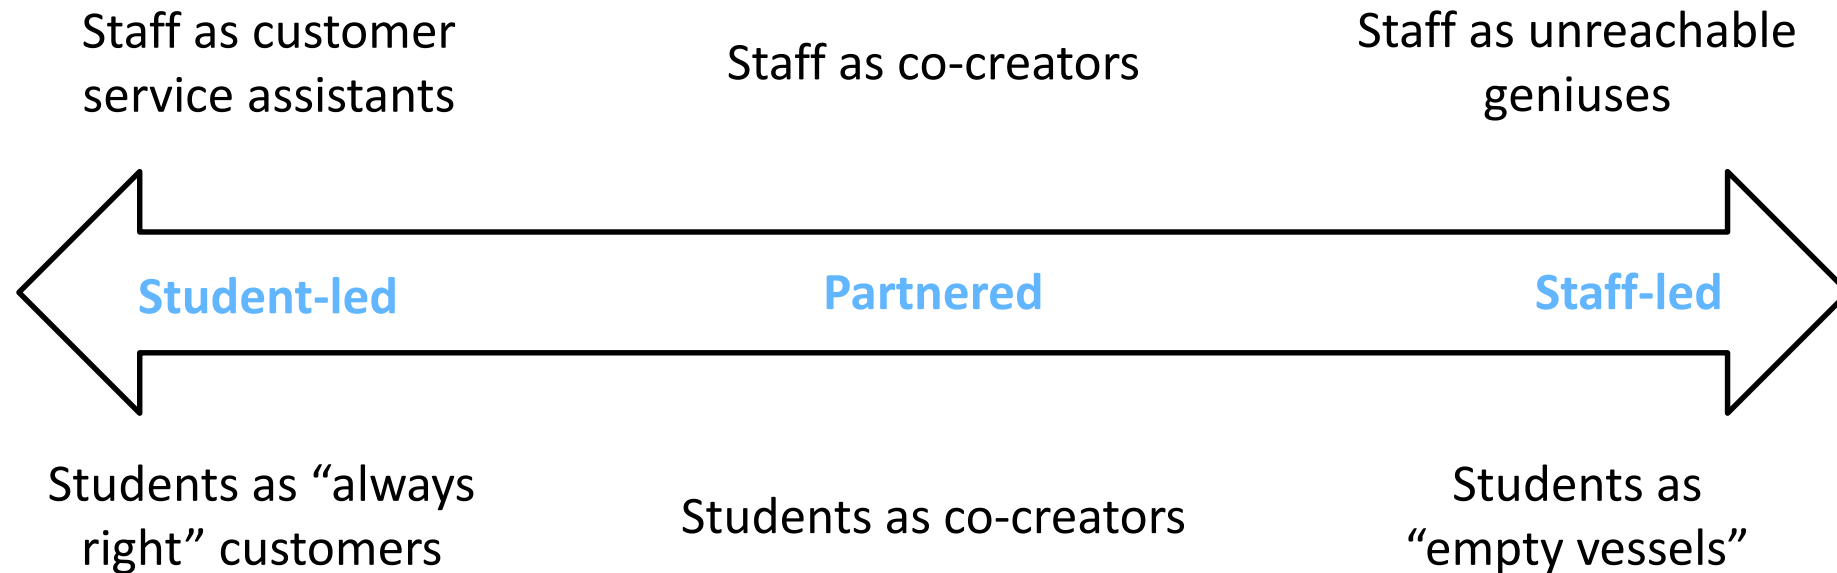 Staff as customer
service assistants
Staff as co-creators
Staff as unreachable
geniuses
Student-led
Partnered
Staff-led
Students as “always
right” customers
Students as co-creators
Students as
“empty vessels”